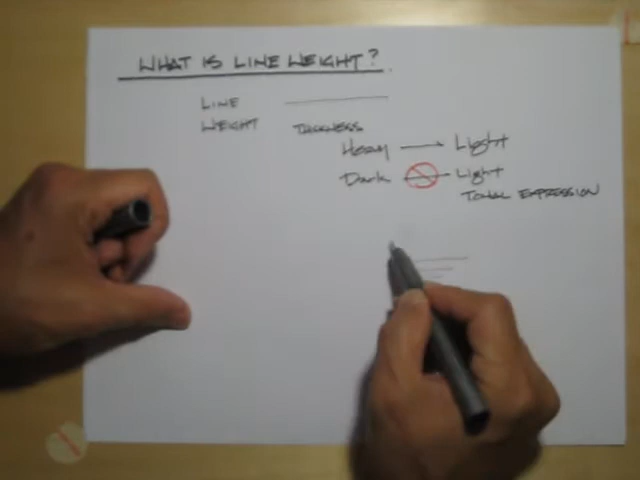 WHAT IS LINE WEIGHT?
LINE
WEIGHT THICKNESS
Heavy Light
Dark Light
TONAL EXPRESSION